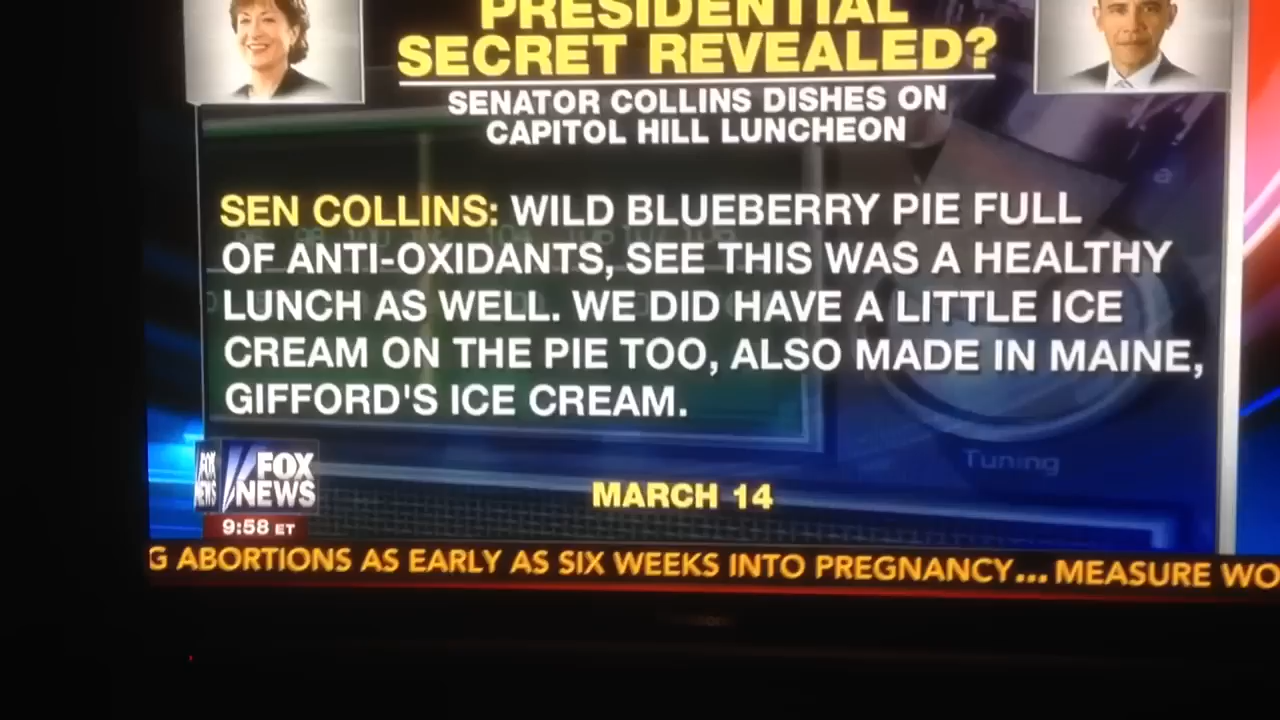 PRESIDENTIAL
SECRET REVEALED?
SENATOR COLLINS DISHES ON
CAPITOL HILL LUNCHEON
SEN COLLINS: WILD BLUEBERRY PIE FULL
OF ANTI-OXIDANTS, SEE THIS WAS A HEALTHY
LUNCH AS WELL. WE DID HAVE A LITTLE ICE
CREAM ON THE PIE TOO, ALSO MADE IN MAINE,
GIFFORD'S ICE CREAM.
Tuning
FOX
NEWS
FOX
NEWS
MARCH 14
9:58 ET
G ABORTIONS AS EARLY AS SIX WEEKS INTO PREGNANCY... MEASURE WO